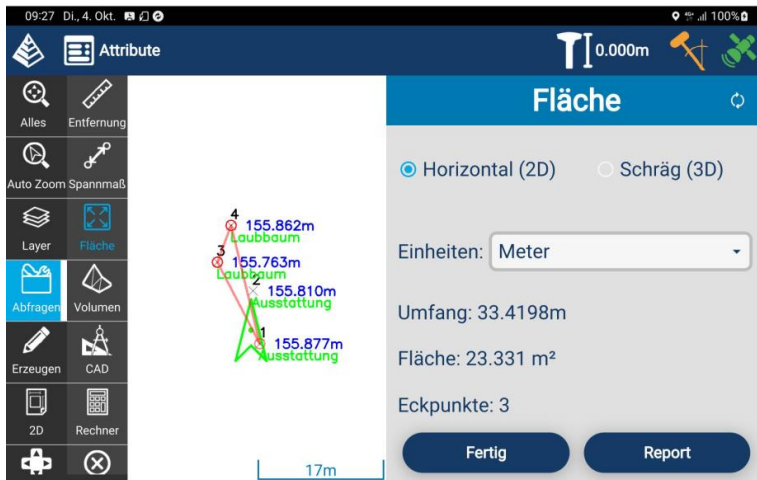 09:27 Di., 4. Okt. 100%
Attribute
0.000m
Alles
Entfernung
Auto Zoom
Spannmaß
Layer
Fläche
Abfragen
Volumen
Erzeugen
CAD
2D
Rechner
4
155.862m
Laubbaum
3
155.763m
Laubbaum
2
155.810m
Ausstattung
1
155.877m
Ausstattung
17m
Fläche
Horizontal (2D)
Schräg (3D)
Einheiten: Meter
Umfang: 33.4198m
Fläche: 23.331 m²
Eckpunkte: 3
Fertig
Report